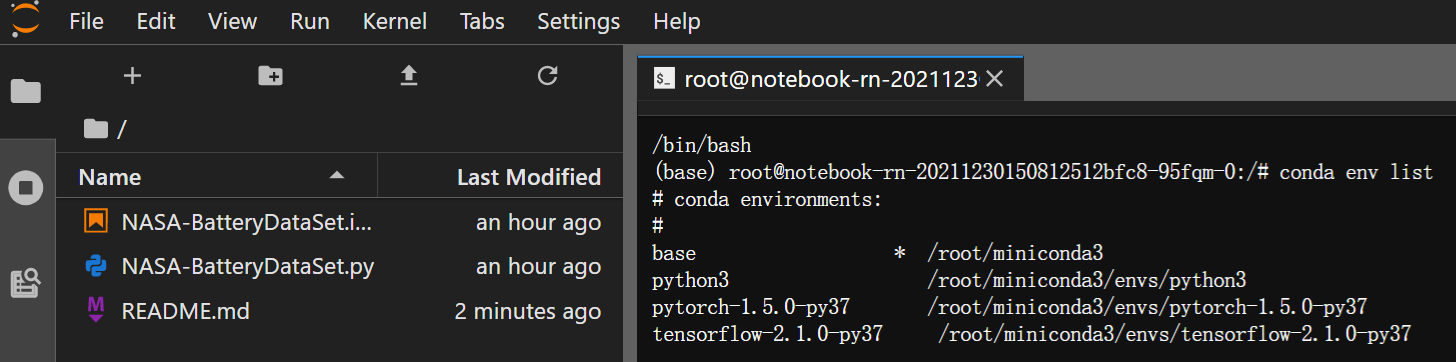 File Edit View Run Kernel Tabs Settings Help
/
Name Last Modified
NASA-BatteryDataSet.i... an hour ago
NASA-BatteryDataSet.py an hour ago
README.md 2 minutes ago
root@notebook-rn-20211123
/bin/bash
(base) root@notebook-rn-20211230150812512bfc8-95fqm-0:/# conda env list
# conda environments:
#
base * /root/miniconda3
python3 /root/miniconda3/envs/python3
pytorch-1.5.0-py37 /root/miniconda3/envs/pytorch-1.5.0-py37
tensorflow-2.1.0-py37 /root/miniconda3/envs/tensorflow-2.1.0-py37